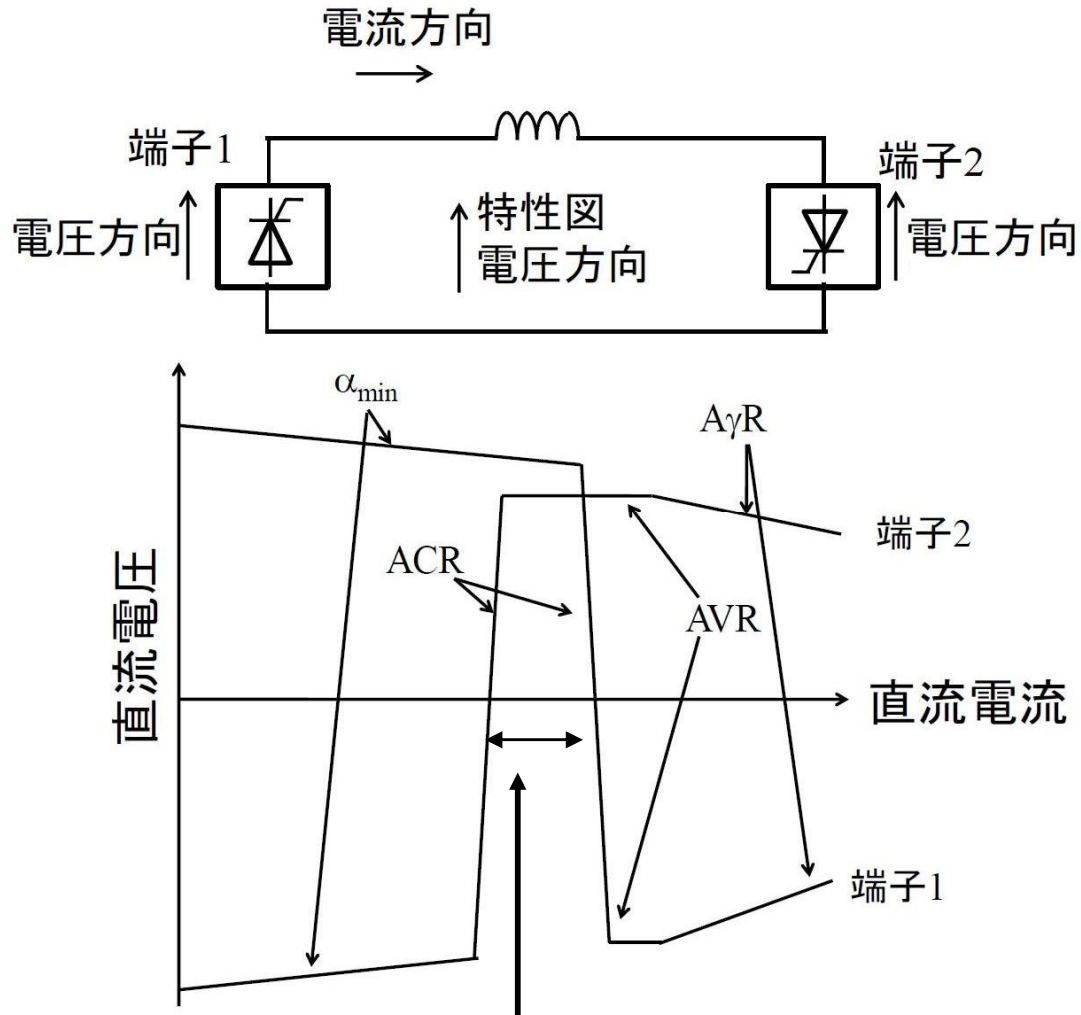 電流方向
端子1
端子2
電圧方向
特性図
電圧方向
電圧方向
αmin
AγR
端子2
ACR
AVR
直流電圧
直流電流
端子1